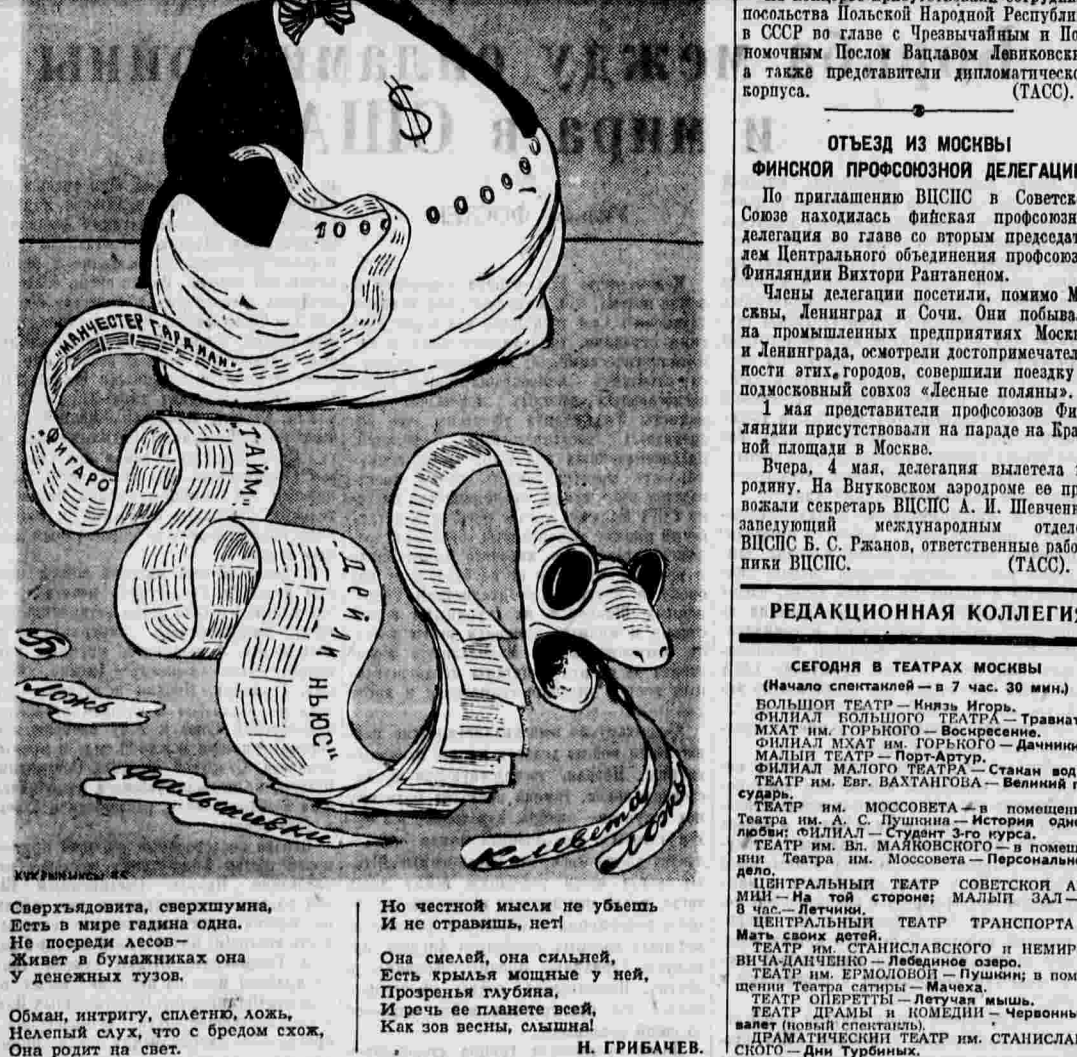 $
10000
00000
"МАНЧЕСТЕР ГАРДИАН"
"ФИГАРО"
"ТАЙМ"
"ДЕЙЛИ НЬЮС"
Ложь
Фальшивки
Клевета
Ложь
КУКРЫНИКСЫ
Сверхъядовита, сверхшумна,
Есть в мире гадина одна.
Не посреди лесов—
Живет в бумажниках она
У денежных тузов.
Обман, интригу, сплетню, ложь,
Нелепый слух, что с бредом схож,
Она родит на свет.
Но честной мысли не убьешь
И не отравишь, нет!
Она смелей, она сильней,
Есть крылья мощные у ней,
Прозренья глубина,
И речь ее планете всей,
Как зов весны, слышна!
Н. ГРИБАЧЕВ.
посольства Польской Народной Республи
в СССР во главе с Чрезвычайным и По
номочным Послом Вацлавом Левиковски
а также представители дипломатическо
корпуса. (ТАСС).
ОТЪЕЗД ИЗ МОСКВЫ
ФИНСКОЙ ПРОФСОЮЗНОЙ ДЕЛЕГАЦИИ
По приглашению ВЦСПС в Советск
Союзе находилась финская профсоюзн
делегация во главе со вторым председат
лем Центрального объединения профсоюз
Финляндии Вихтори Рантаненом.
Члены делегации посетили, помимо М
сквы, Ленинград и Сочи. Они побыва
на промышленных предприятиях Москв
и Ленинграда, осмотрели достопримечател
ности этих городов, совершили поездку
подмосковный совхоз «Лесные поляны».
1 мая представители профсоюзов Фи
ляндии присутствовали на параде на Кра
ной площади в Москве.
Вчера, 4 мая, делегация вылетела
родину. На Внуковском аэродроме ее пр
вожали секретарь ВЦСПС А. И. Шевченк
заведующий международным отдел
ВЦСПС Б. С. Ржанов, ответственные рабо
ники ВЦСПС. (ТАСС).
РЕДАКЦИОННАЯ КОЛЛЕГИЯ
СЕГОДНЯ В ТЕАТРАХ МОСКВЫ
(Начало спектаклей — в 7 час. 30 мин.)
БОЛЬШОЙ ТЕАТР — Князь Игорь.
ФИЛИАЛ БОЛЬШОГО ТЕАТРА — Травиат
МХАТ им. ГОРЬКОГО — Воскресение.
ФИЛИАЛ МХАТ им. ГОРЬКОГО — Дачники
МАЛЫЙ ТЕАТР — Порт-Артур.
ФИЛИАЛ МАЛОГО ТЕАТРА — Стакан вод
ТЕАТР им. Евг. ВАХТАНГОВА — Великий г
сударь.
ТЕАТР им. МОССОВЕТА — в помещени
Театра им. А. С. Пушкина — История одно
любви; ФИЛИАЛ — Студент 3-го курса.
ТЕАТР им. Вл. МАЯКОВСКОГО — в помещ
нии Театра им. Моссовета — Персонально
дело.
ЦЕНТРАЛЬНЫЙ ТЕАТР СОВЕТСКОЙ А
МИИ — На той стороне; МАЛЫЙ ЗАЛ —
8 час. — Летчики.
ЦЕНТРАЛЬНЫЙ ТЕАТР ТРАНСПОРТА
Мать своих детей.
ТЕАТР им. СТАНИСЛАВСКОГО и НЕМИР
ВИЧА-ДАНЧЕНКО — Лебединое озеро.
ТЕАТР им. ЕРМОЛОВОЙ — Пушкин; в пом
щении Театра сатиры — Мачеха.
ТЕАТР ОПЕРЕТТЫ — Летучая мышь.
ТЕАТР ДРАМЫ и КОМЕДИИ — Червонны
валет (новый спектакль).
ДРАМАТИЧЕСКИЙ ТЕАТР им. СТАНИСЛА
СКОГО — Дни Турбиных.